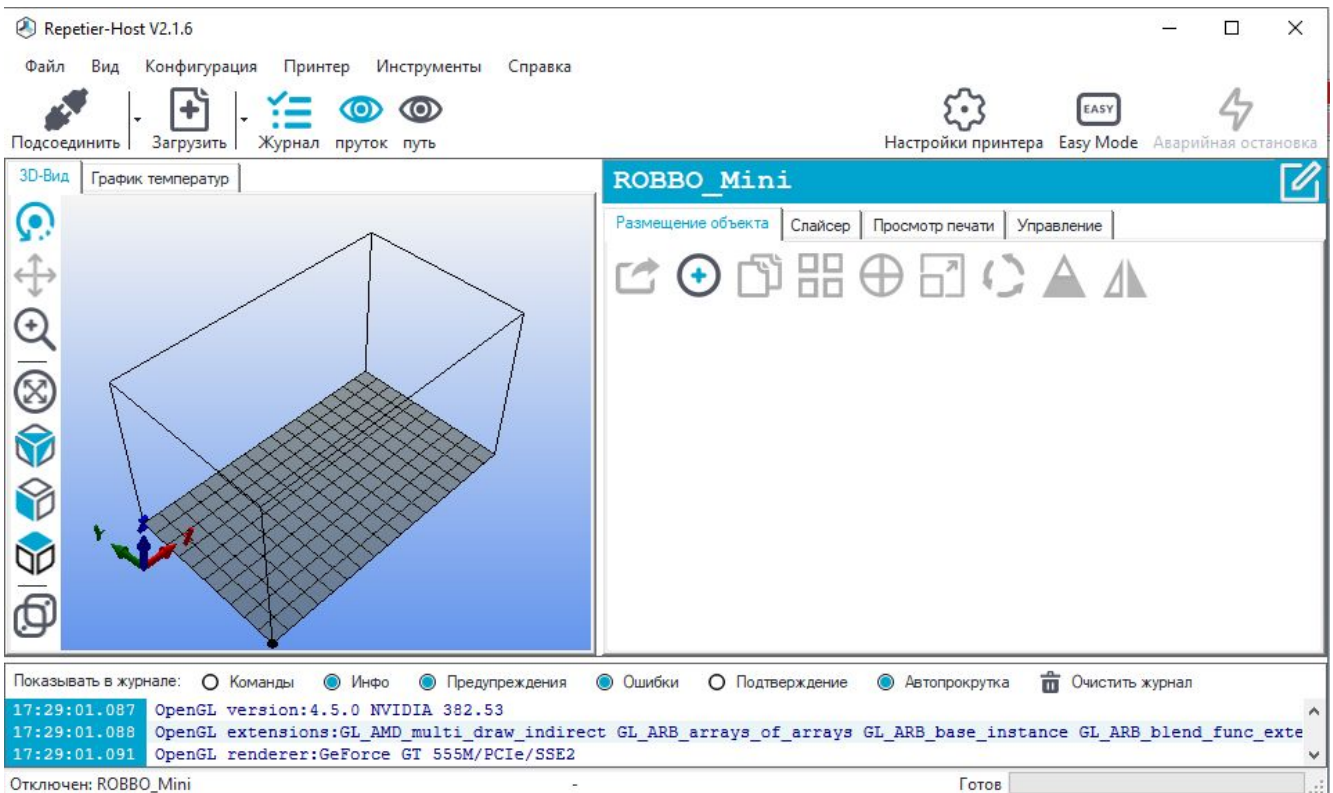 Repetier-Host V2.1.6
Файл Вид Конфигурация Принтер Инструменты Справка
EASY
Подсоединить Загрузить Журнал пруток путь Настройки принтера Easy Mode Аварийная остановка
3D-Вид График температур
ROBBO_Mini
Размещение объекта Слайсер Просмотр печати Управление
Показывать в журнале: Команды Инфо Предупреждения Ошибки Подтверждение Автопрокрутка Очистить журнал
17:29:01.087 OpenGL version:4.5.0 NVIDIA 382.53
17:29:01.088 OpenGL extensions:GL_AMD_multi_draw_indirect GL_ARB_arrays_of_arrays GL_ARB_base_instance GL_ARB_blend_func_exte
17:29:01.091 OpenGL renderer:GeForce GT 555M/PCIe/SSE2
Отключен: ROBBO_Mini - Готов